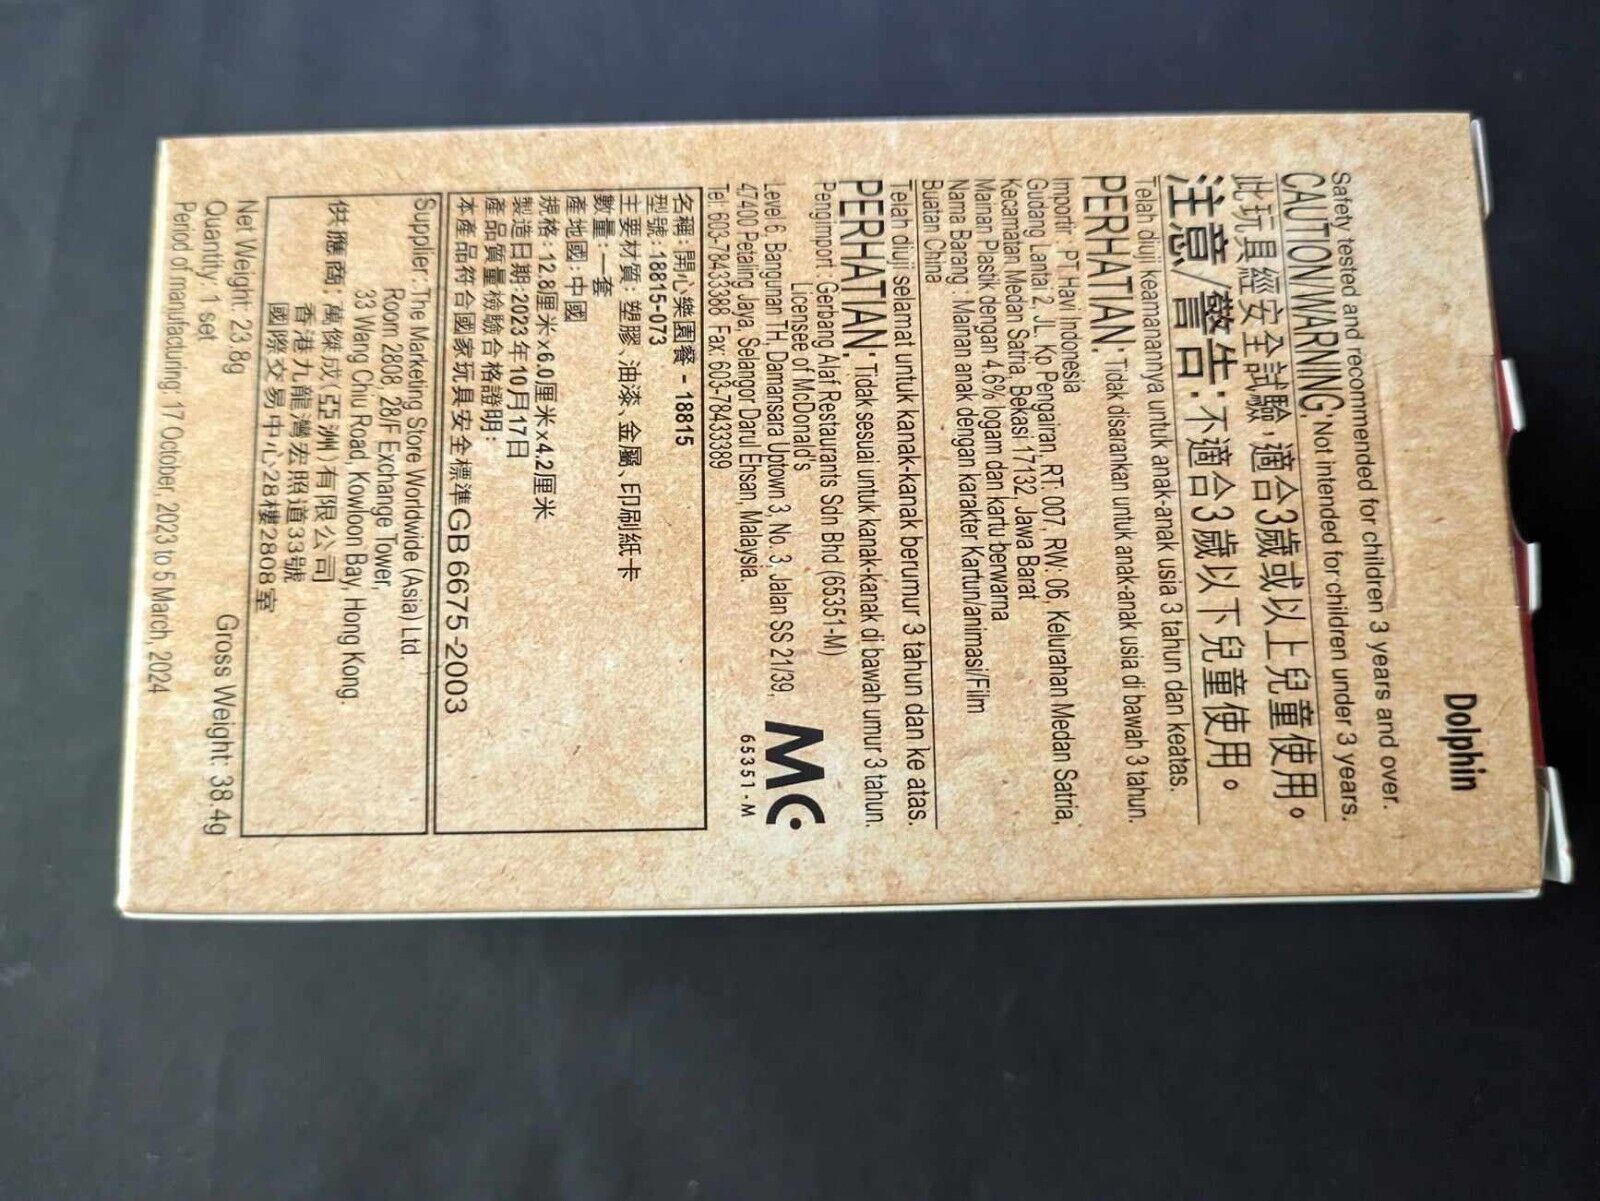 Dolphin
Safety tested and recommended for children 3 years and over.
CAUTION/WARNING: Not intended for children under 3 years.
此玩具經安全試驗，適合3歲或以上兒童使用。
注意/警告：不適合3歲以下兒童使用。
Telah diuji keamanannya untuk anak-anak usia 3 tahun dan keatas.
PERHATIAN: Tidak disarankan untuk anak-anak usia di bawah 3 tahun.
Importir : PT.Havi indonesia
Gudang Lantai 2, JL. Kp Pengairan, RT. 007, RW. 06, Kelurahan Medan Satria,
Kecamatan Medan Satria, Bekasi 17132, Jawa Barat
Mainan Plastik dengan 4.6% logam dan kartu berwarna
Nama Barang : Mainan anak dengan karakter Kartun/animasi/Film
Buatan China
Telah diuji selamat untuk kanak-kanak berumur 3 tahun dan ke atas.
PERHATIAN: Tidak sesuai untuk kanak-kanak di bawah umur 3 tahun.
Pengimport : Gerbang Alaf Restaurants Sdn Bhd (65351-M)
Licensee of McDonald's
Level 6, Bangunan TH, Damansara Uptown 3, No. 3, Jalan SS 21/39,
47400 Petaling Jaya, Selangor Darul Ehsan, Malaysia.
Tel: 603-78433888 Fax: 603-78433389
MC
65351-M
名稱：開心樂園餐 - 18815
型號：18815-073
主要材質：塑膠、油漆、金屬、印刷紙卡
數量：一套
產地國：中國
規格：12.8厘米x6.0厘米x4.2厘米
製造日期：2023年10月17日
產品質量檢驗合格證明：
本產品符合國家玩具安全標準GB 6675-2003
Supplier : The Marketing Store Worldwide (Asia) Ltd.
Room 2808, 28/F Exchange Tower,
33 Wang Chiu Road, Kowloon Bay, Hong Kong.
供應商：萬傑成(亞洲)有限公司
香港九龍灣宏照道33號
國際交易中心28樓2808室
Net Weight: 23.8g
Gross Weight: 38.4g
Quantity: 1 set
Period of manufacturing: 17 October, 2023 to 5 March, 2024